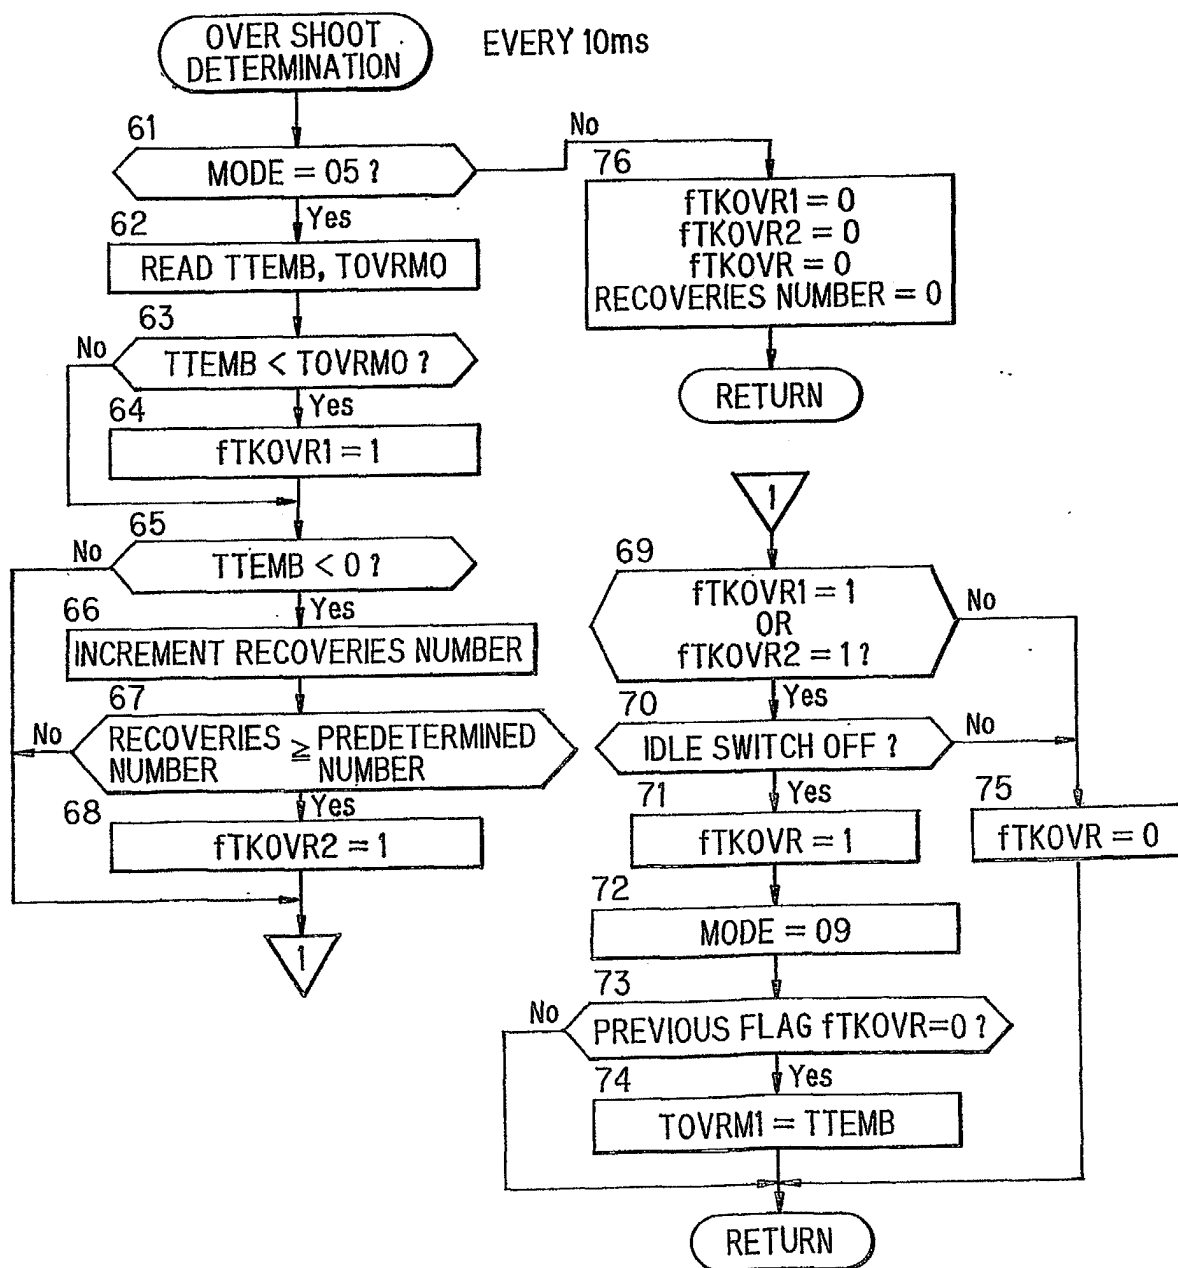 OVER SHOOT
DETERMINATION
EVERY 10ms
61
MODE = 05 ?
No
Yes
62
READ TTEMB, TOVRMO
63
No
TTEMB < TOVRMO ?
Yes
64
fTKOVR1 = 1
65
No
TTEMB < 0 ?
Yes
66
INCREMENT RECOVERIES NUMBER
67
No
RECOVERIES ≥ PREDETERMINED
NUMBER NUMBER
Yes
68
fTKOVR2 = 1
1
76
fTKOVR1 = 0
fTKOVR2 = 0
fTKOVR = 0
RECOVERIES NUMBER = 0
RETURN
1
69
fTKOVR1 = 1
OR
fTKOVR2 = 1 ?
No
Yes
70
IDLE SWITCH OFF ?
No
Yes
71
fTKOVR = 1
75
fTKOVR = 0
72
MODE = 09
73
No
PREVIOUS FLAG fTKOVR=0 ?
Yes
74
TOVRM1 = TTEMB
RETURN